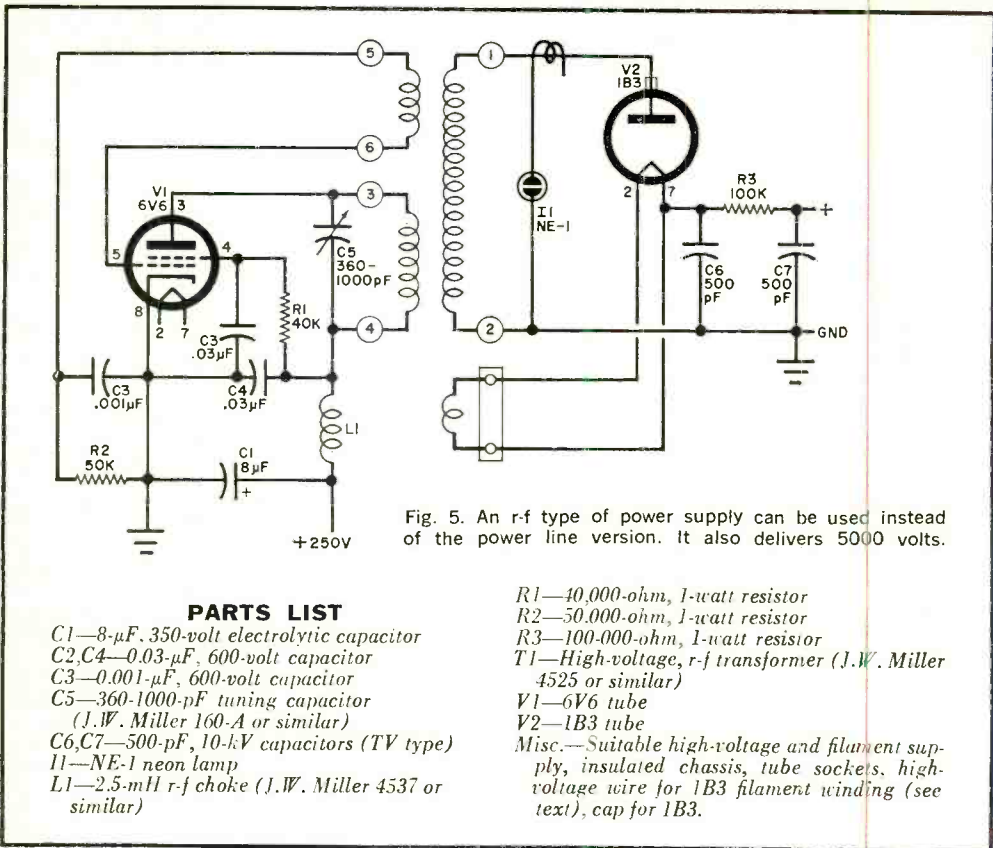 5
1
V2
1B3
6
V1
6V6
3
3
5
4
C5
360-
1000pF
I1
NE-1
2
7
R3
100K
+
8
2
7
C3
.03µF
R1
40K
4
2
C6
500
pF
C7
500
pF
GND
C3
.001µF
C4
.03µF
L1
R2
50K
C1
8µF
+
+250V
Fig. 5. An r-f type of power supply can be used instead
of the power line version. It also delivers 5000 volts.
PARTS LIST
C1—8-µF, 350-volt electrolytic capacitor
C2,C4—0.03-µF, 600-volt capacitor
C3—0.001-µF, 600-volt capacitor
C5—360-1000-pF tuning capacitor
(J.W. Miller 160-A or similar)
C6,C7—500-pF, 10-kV capacitors (TV type)
I1—NE-1 neon lamp
L1—2.5-mH r-f choke (J.W. Miller 4537 or
similar)
R1—40,000-ohm, 1-watt resistor
R2—50.000-ohm, 1-watt resistor
R3—100-000-ohm, 1-watt resistor
T1—High-voltage, r-f transformer (J.W. Miller
4525 or similar)
V1—6V6 tube
V2—1B3 tube
Misc.—Suitable high-voltage and filament sup-
ply, insulated chassis, tube sockets, high-
voltage wire for 1B3 filament winding (see
text), cap for 1B3.